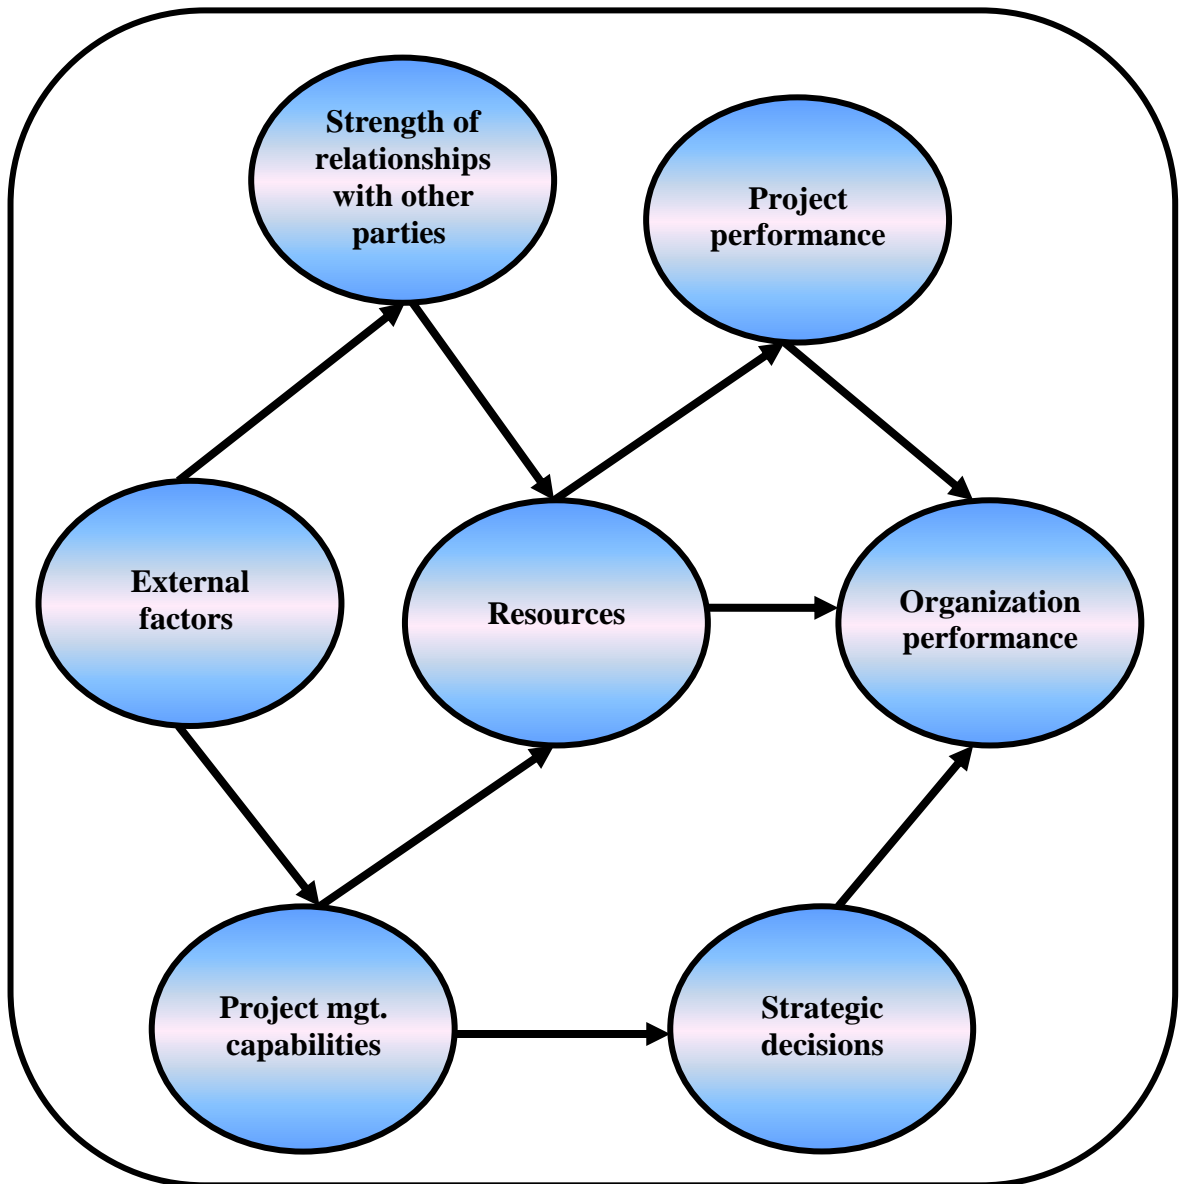 Strength of
relationships
with other
parties
Project
performance
External
factors
Resources
Organization
performance
Project mgt.
capabilities
Strategic
decisions